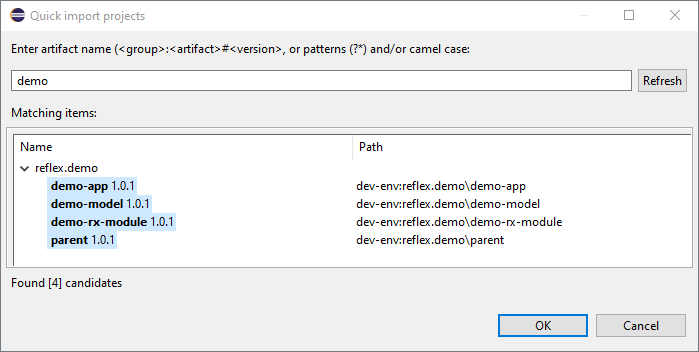 Quick import projects
Enter artifact name (<group>:<artifact>#<version>, or patterns (?*) and/or camel case:
demo
Refresh
Matching items:
Name Path
reflex.demo
demo-app 1.0.1 dev-env:reflex.demo\demo-app
demo-model 1.0.1 dev-env:reflex.demo\demo-model
demo-rx-module 1.0.1 dev-env:reflex.demo\demo-rx-module
parent 1.0.1 dev-env:reflex.demo\parent
Found [4] candidates
OK Cancel